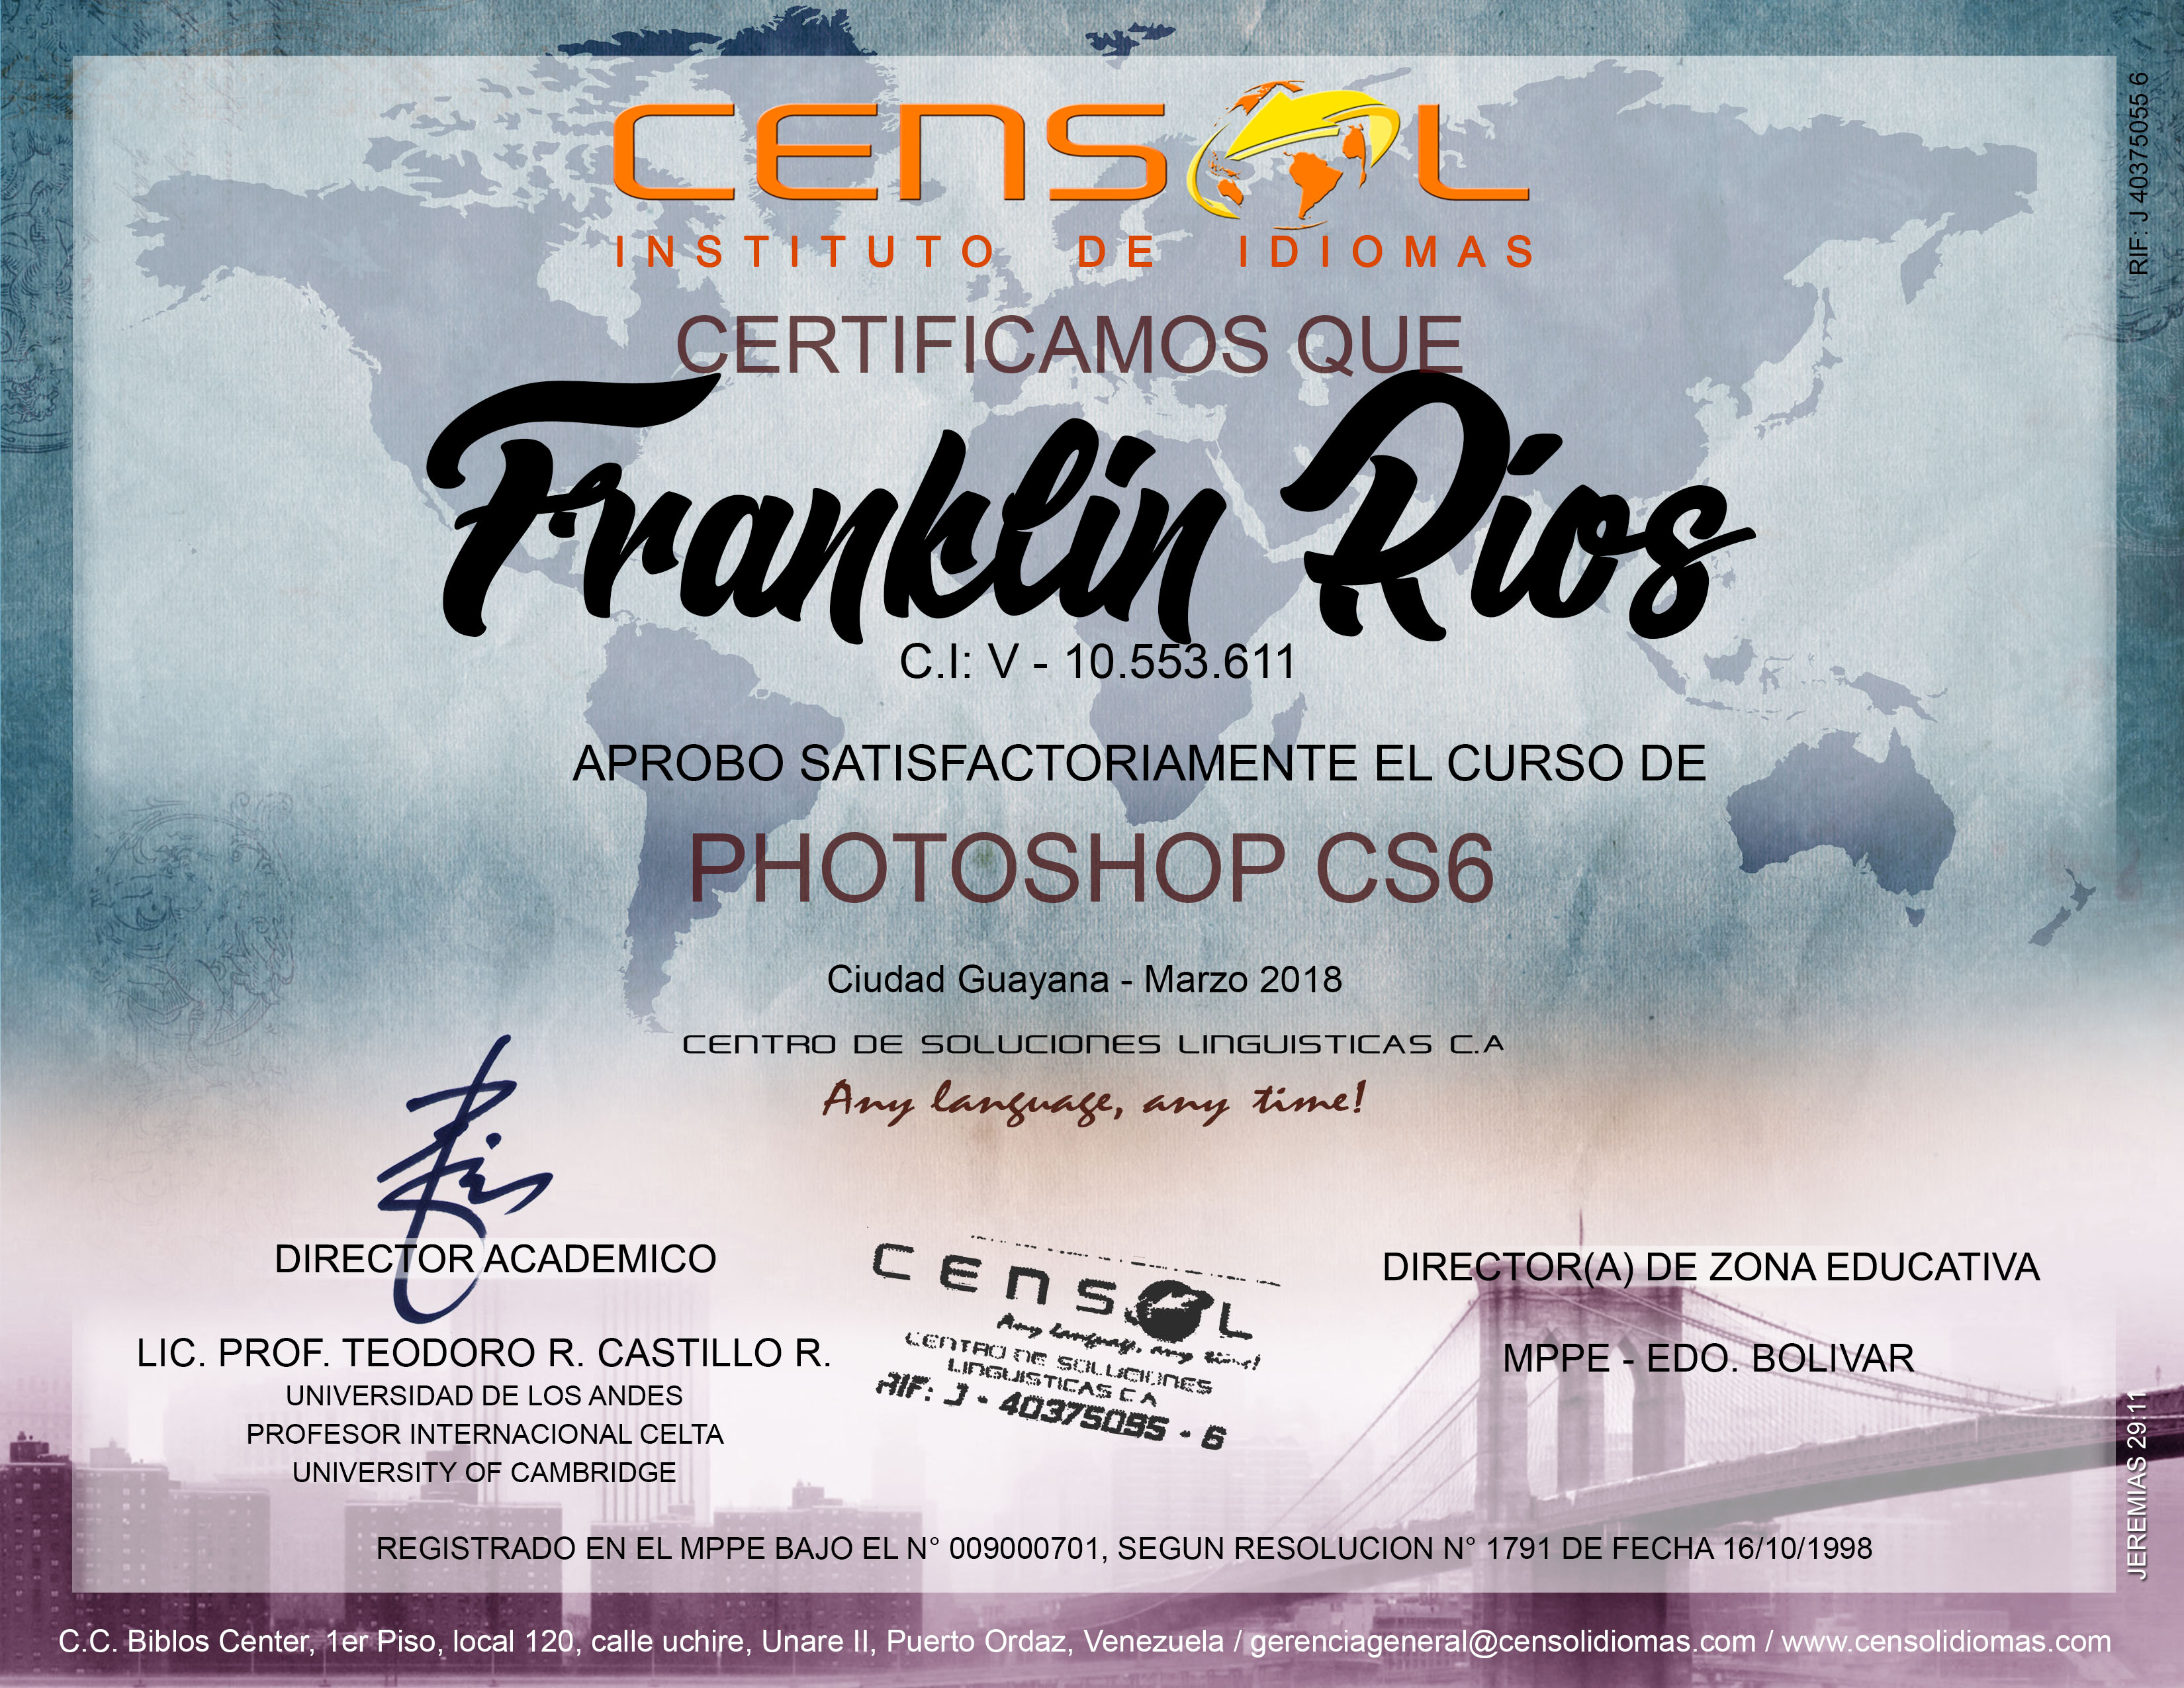 CENSOL
INSTITUTO DE IDIOMAS
RIF: J 40375055 6
CERTIFICAMOS QUE
Franklin Ríos
C.I: V - 10.553.611
APROBO SATISFACTORIAMENTE EL CURSO DE
PHOTOSHOP CS6
Ciudad Guayana - Marzo 2018
CENTRO DE SOLUCIONES LINGUISTICAS C.A
Any language, any time!
DIRECTOR ACADEMICO
LIC. PROF. TEODORO R. CASTILLO R.
UNIVERSIDAD DE LOS ANDES
PROFESOR INTERNACIONAL CELTA
UNIVERSITY OF CAMBRIDGE
CENSOL
Any language, any time!
CENTRO DE SOLUCIONES
LINGUISTICAS C.A
RIF: J - 40375095 - 6
DIRECTOR(A) DE ZONA EDUCATIVA
MPPE - EDO. BOLIVAR
JEREMIAS 29:11
REGISTRADO EN EL MPPE BAJO EL N° 009000701, SEGUN RESOLUCION N° 1791 DE FECHA 16/10/1998
C.C. Biblos Center, 1er Piso, local 120, calle uchire, Unare II, Puerto Ordaz, Venezuela / gerenciageneral@censolidiomas.com / www.censolidiomas.com